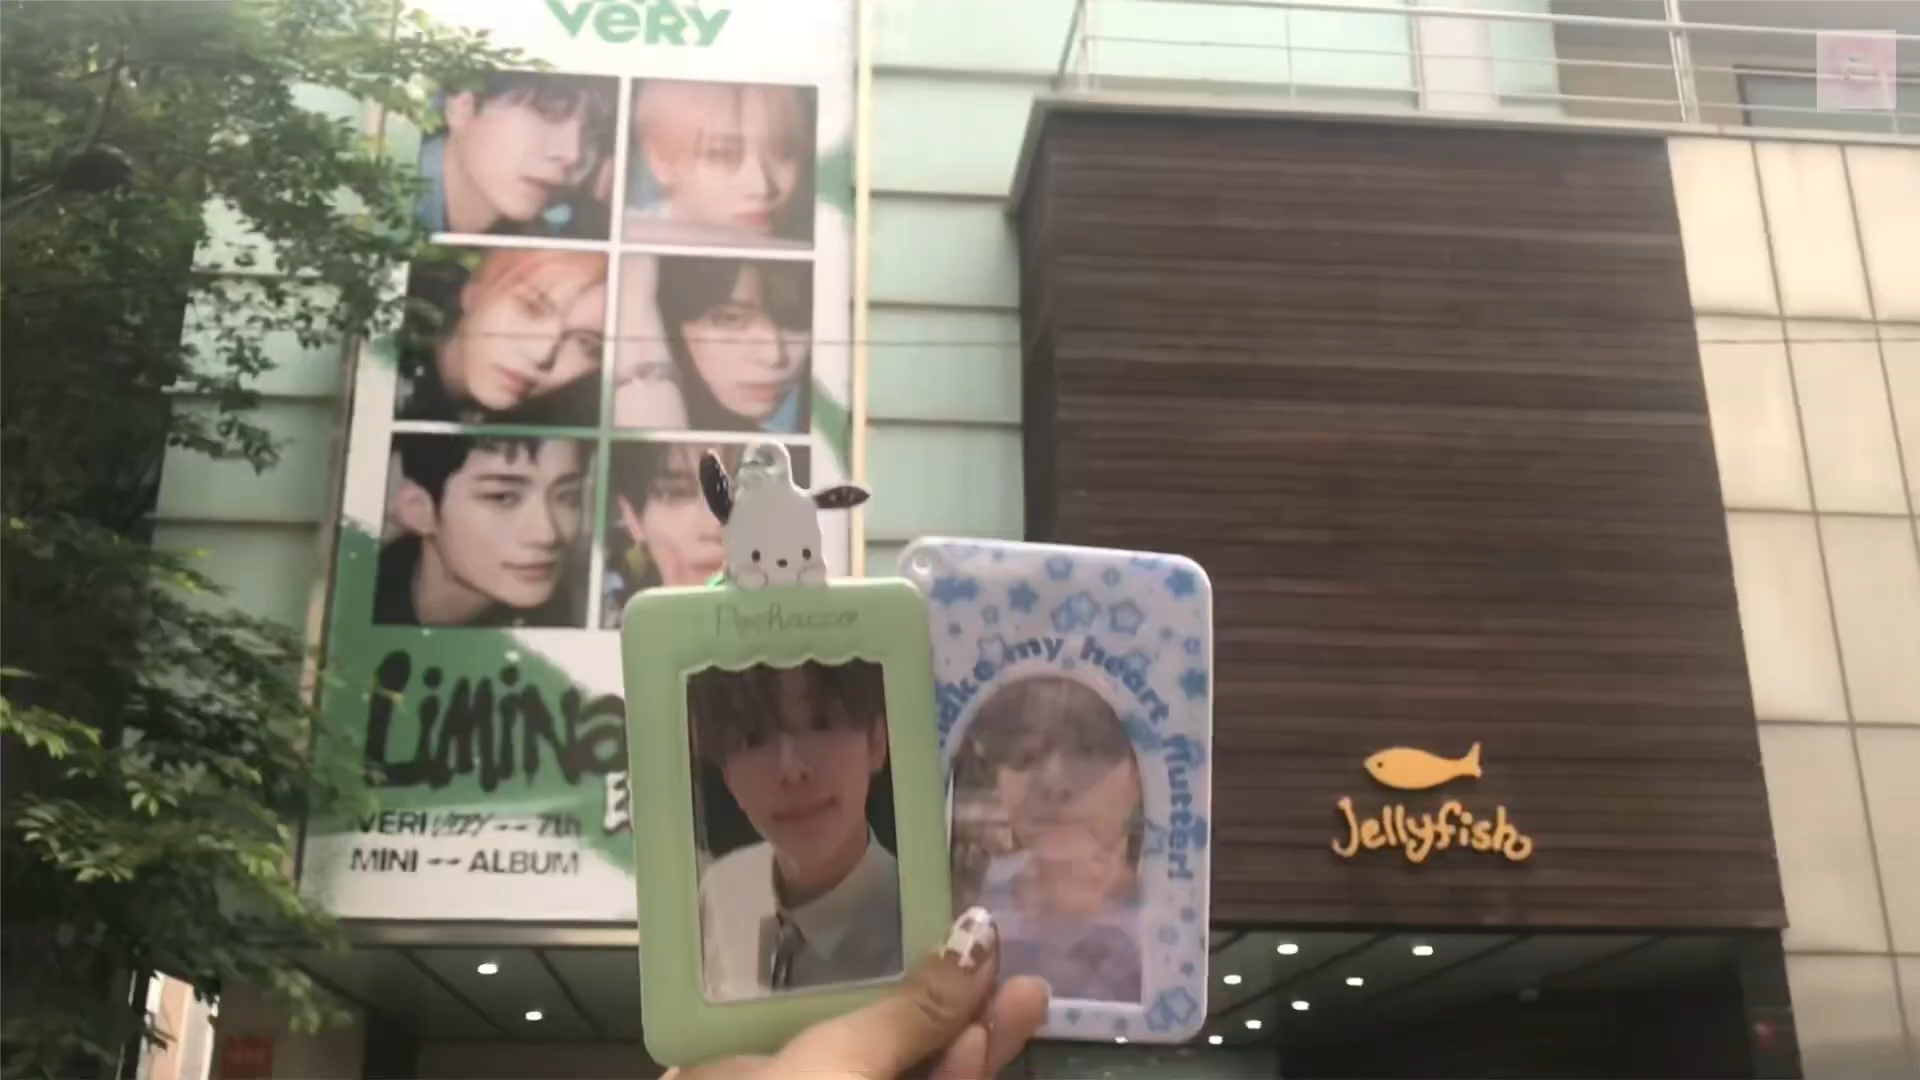 VERY
LIMINA
VERIVERY -- 7th
MINI -- ALBUM
Pochacco
make my heart flutter!
Jellyfish